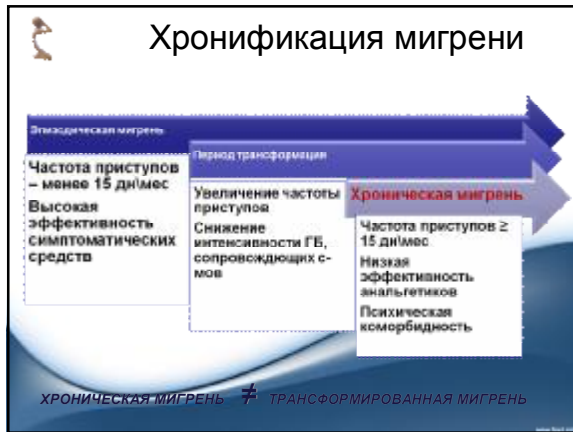 Хронификация мигрени
Эпизодическая мигрень
Частота приступов
– менее 15 дн\мес
Высокая
эффективность
симптоматических
средств
Период трансформации
Увеличение частоты
приступов
Снижение
интенсивности ГБ,
сопровождающих с-
мов
Хроническая мигрень
Частота приступов ≥
15 дн\мес
Низкая
эффективность
анальгетиков
Психическая
коморбидность
ХРОНИЧЕСКАЯ МИГРЕНЬ ≠ ТРАНСФОРМИРОВАННАЯ МИГРЕНЬ